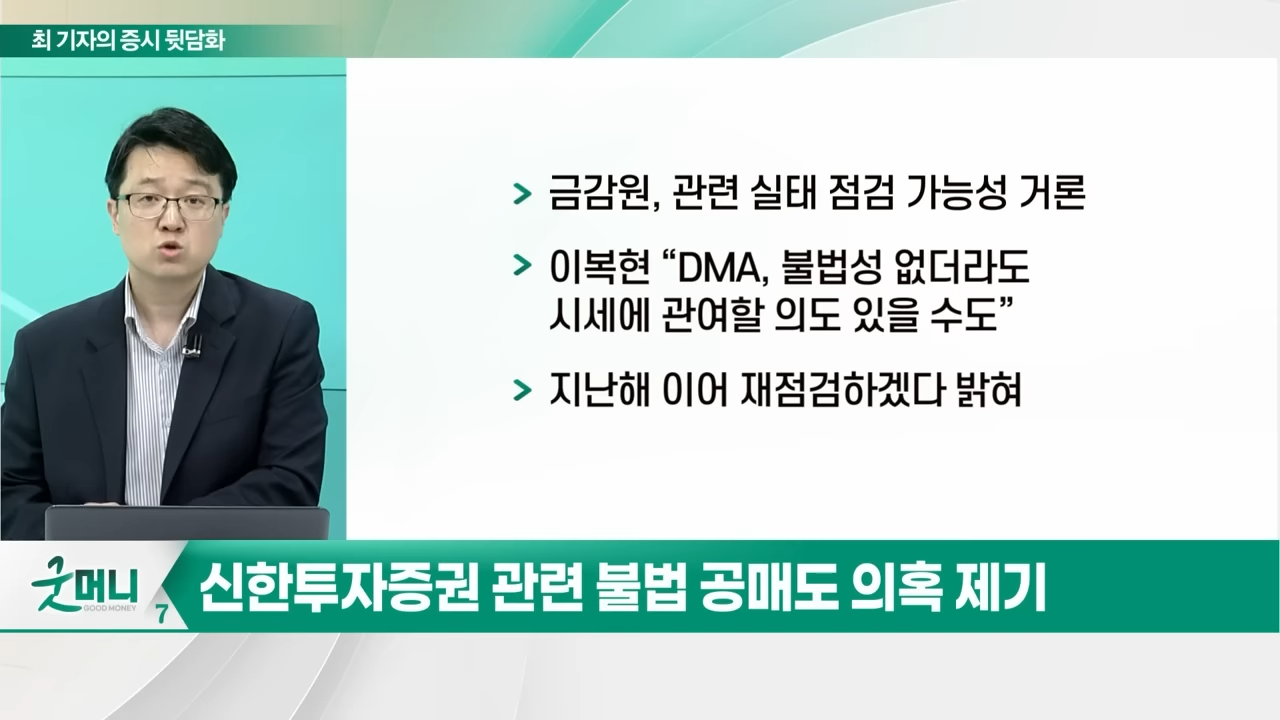 최 기자의 증시 뒷담화
> 금감원, 관련 실태 점검 가능성 거론
> 이복현 “DMA, 불법성 없더라도
시세에 관여할 의도 있을 수도”
> 지난해 이어 재점검하겠다 밝혀
굿머니
GOOD MONEY
7
신한투자증권 관련 불법 공매도 의혹 제기